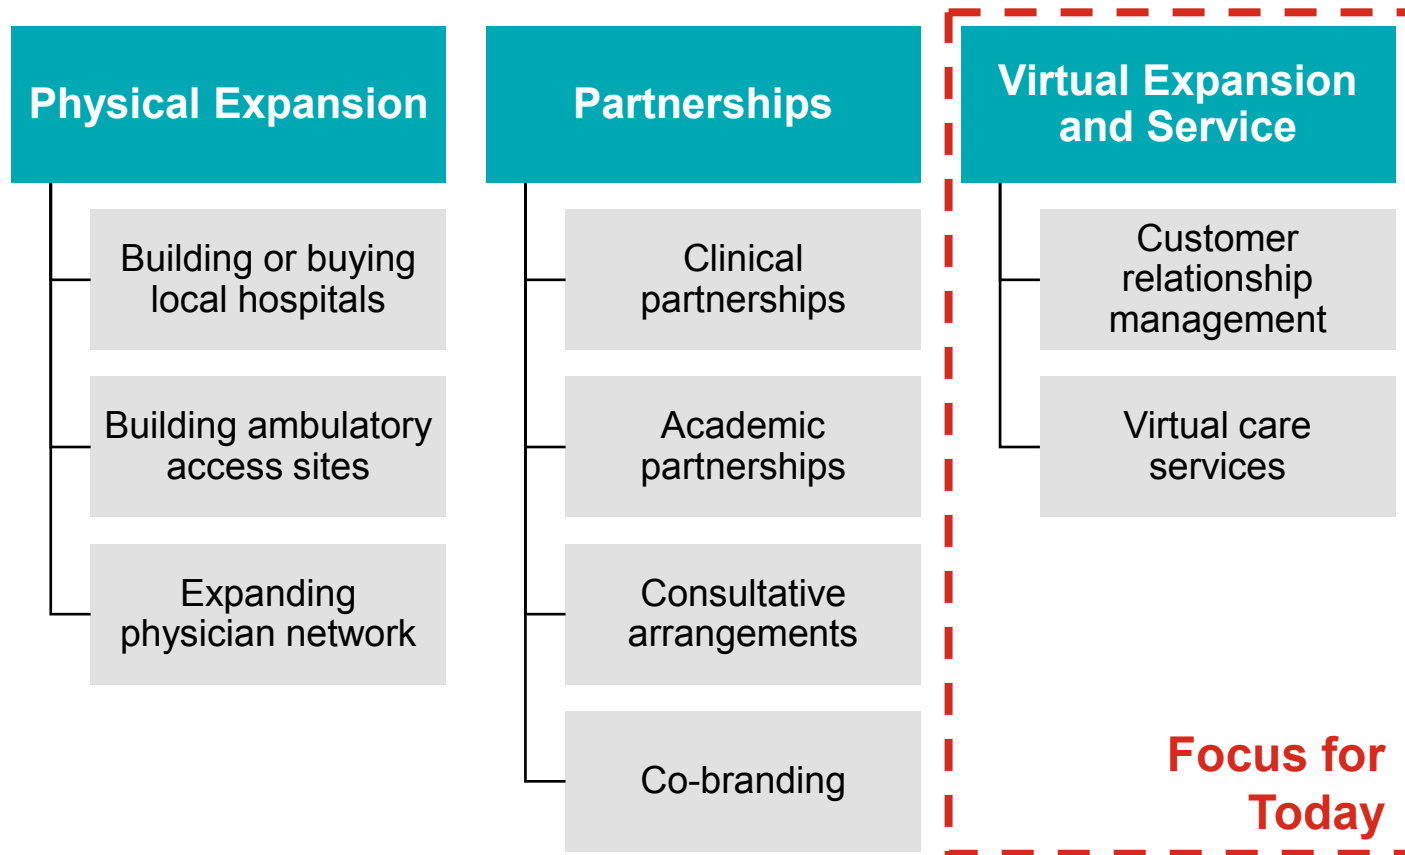 Physical Expansion
Building or buying
local hospitals
Building ambulatory
access sites
Expanding
physician network
Partnerships
Clinical
partnerships
Academic
partnerships
Consultative
arrangements
Co-branding
Virtual Expansion
and Service
Customer
relationship
management
Virtual care
services
Focus for
Today